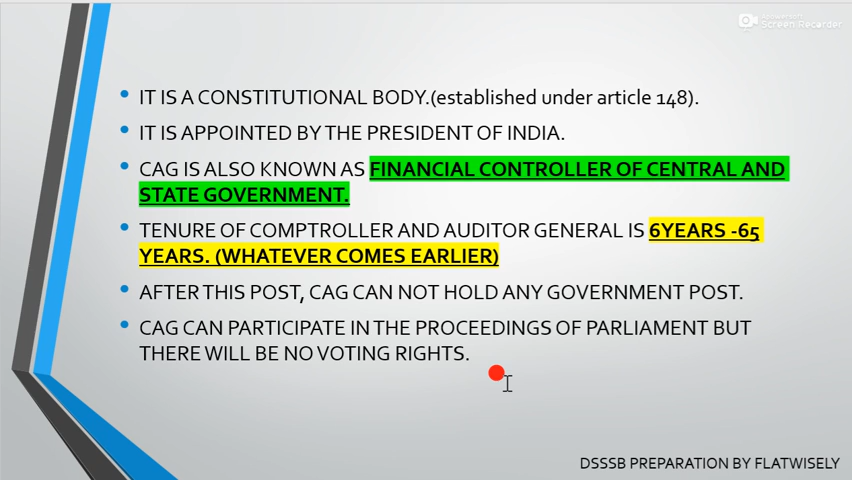 Screen Recorder
IT IS A CONSTITUTIONAL BODY.(established under article 148).
IT IS APPOINTED BY THE PRESIDENT OF INDIA.
CAG IS ALSO KNOWN AS FINANCIAL CONTROLLER OF CENTRAL AND
STATE GOVERNMENT.
TENURE OF COMPTROLLER AND AUDITOR GENERAL IS 6YEARS -65
YEARS. (WHATEVER COMES EARLIER)
AFTER THIS POST, CAG CAN NOT HOLD ANY GOVERNMENT POST.
CAG CAN PARTICIPATE IN THE PROCEEDINGS OF PARLIAMENT BUT
THERE WILL BE NO VOTING RIGHTS.
DSSSB PREPARATION BY FLATWISELY